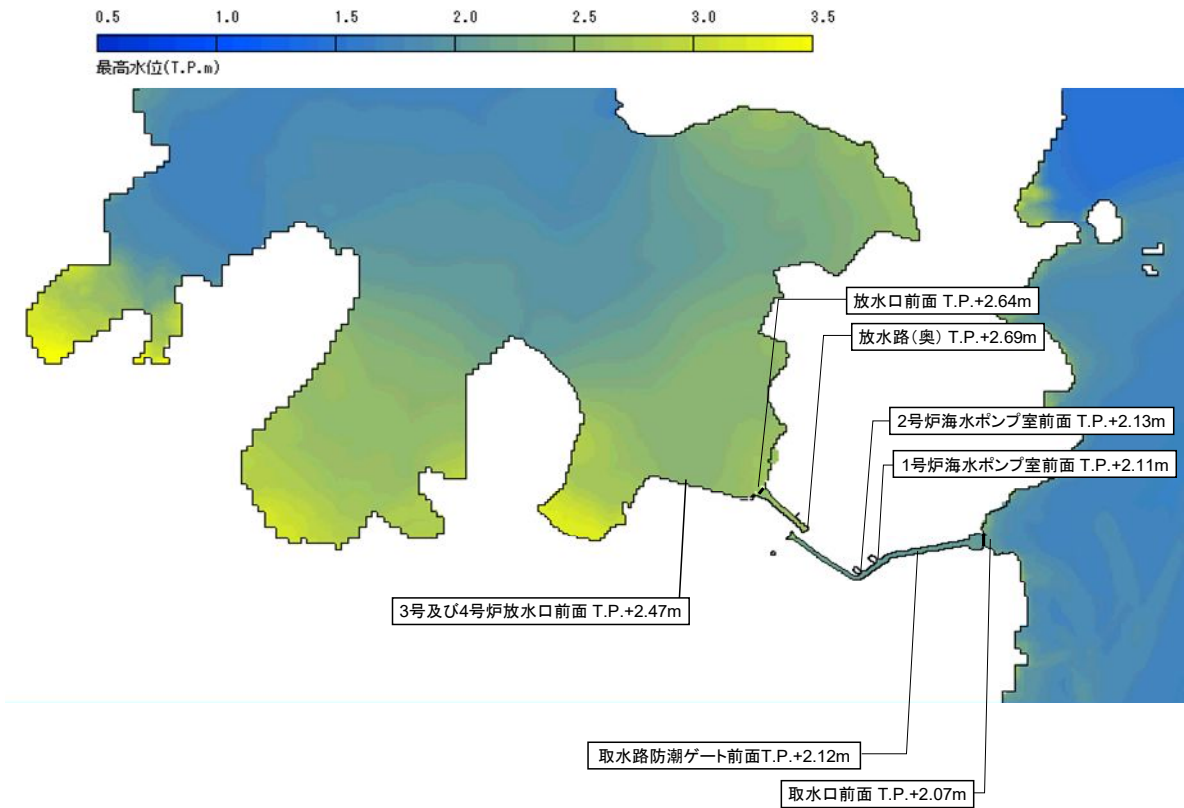 0.5 1.0 1.5 2.0 2.5 3.0 3.5
最高水位(T.P.m)
放水口前面 T.P.+2.64m
放水路(奥) T.P.+2.69m
2号炉海水ポンプ室前面 T.P.+2.13m
1号炉海水ポンプ室前面 T.P.+2.11m
3号及び4号炉放水口前面 T.P.+2.47m
取水路防潮ゲート前面T.P.+2.12m
取水口前面 T.P.+2.07m